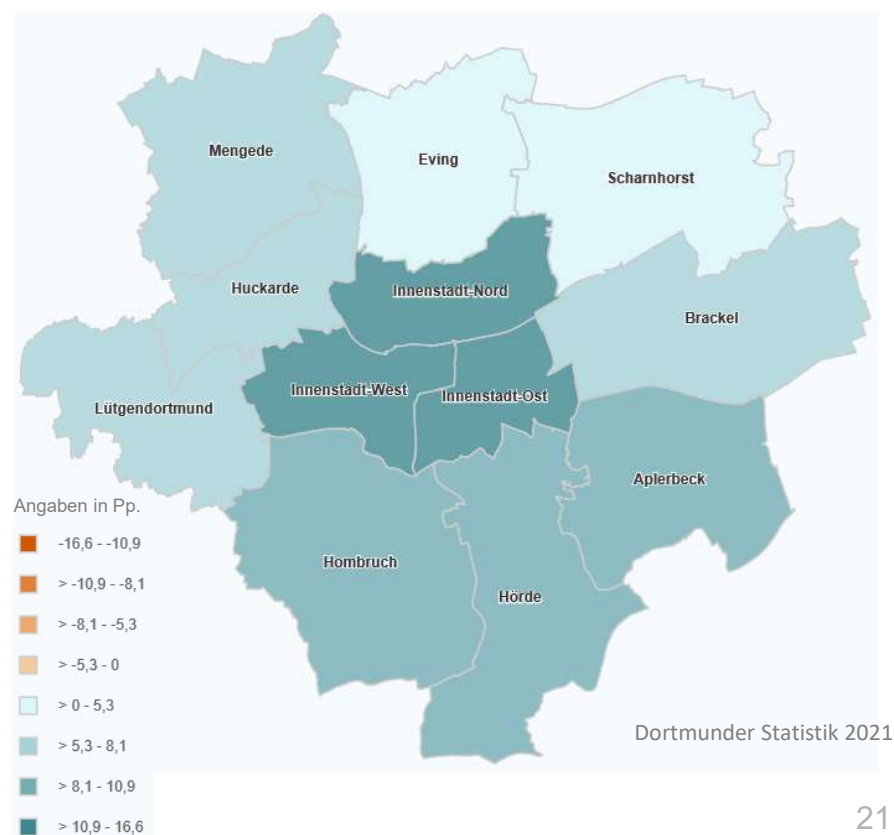 Mengede
Eving
Scharnhorst
Huckarde
Innenstadt-Nord
Brackel
Innenstadt-West
Innenstadt-Ost
Lütgendortmund
Aplerbeck
Hombruch
Hörde
Angaben in Pp.
-16,6 - -10,9
> -10,9 - -8,1
> -8,1 - -5,3
> -5,3 - 0
> 0 - 5,3
> 5,3 - 8,1
> 8,1 - 10,9
> 10,9 - 16,6
Dortmunder Statistik 2021
21